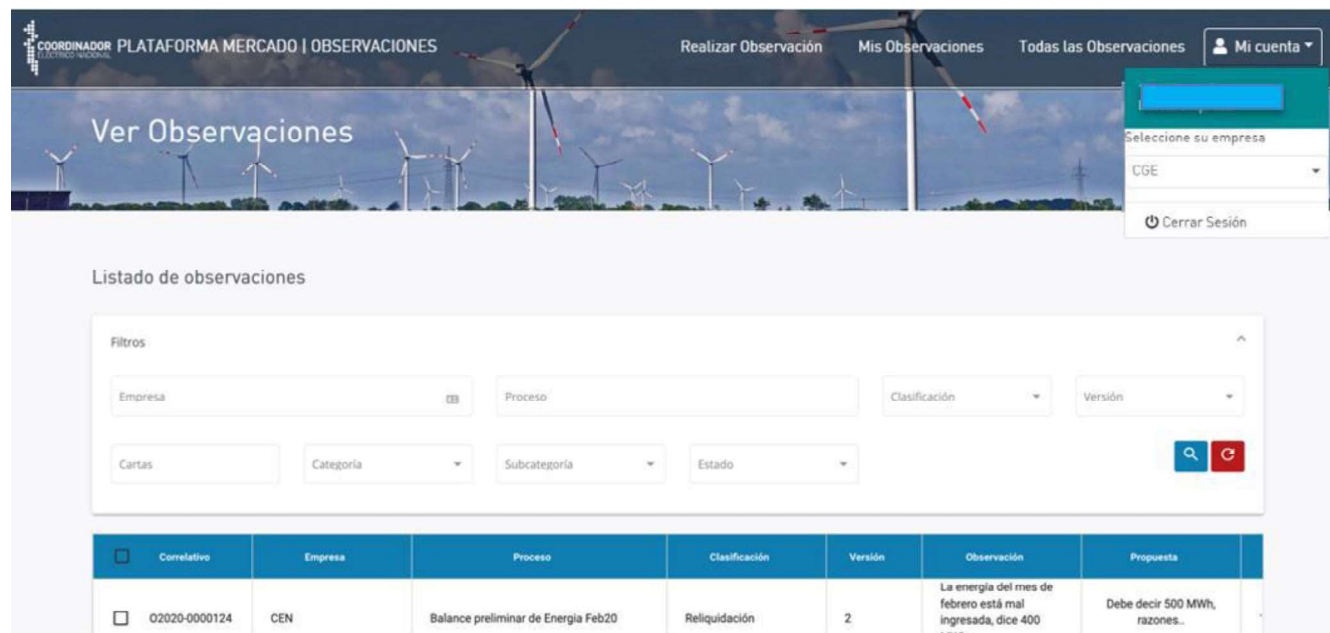 COORDINADOR
ELÉCTRICO NACIONAL
PLATAFORMA MERCADO | OBSERVACIONES
Realizar Observación
Mis Observaciones
Todas las Observaciones
Mi cuenta
Ver Observaciones
Seleccione su empresa
CGE
Cerrar Sesión
Listado de observaciones
Filtros
Empresa
Proceso
Clasificación
Versión
Cartas
Categoría
Subcategoría
Estado
Correlativo
Empresa
Proceso
Clasificación
Versión
Observación
Propuesta
O2020-0000124
CEN
Balance preliminar de Energia Feb20
Reliquidación
2
La energía del mes de
febrero está mal
ingresada, dice 400
Debe decir 500 MWh,
razones..